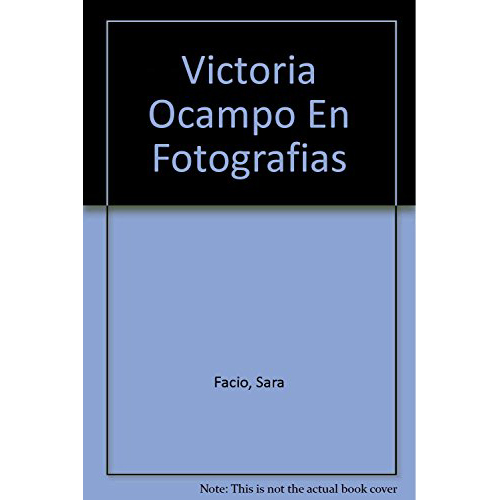 Victoria
Ocampo En
Fotografias
Facio, Sara
Note: This is not the actual book cover